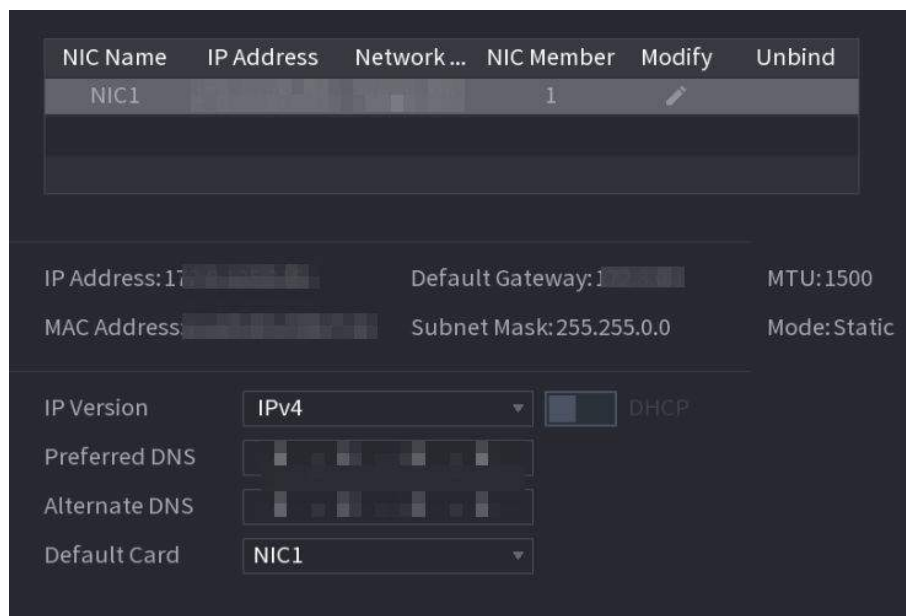 NIC Name IP Address Network ... NIC Member Modify Unbind
NIC1 1
IP Address: Default Gateway: MTU:1500
MAC Address: Subnet Mask:255.255.0.0 Mode:Static
IP Version IPv4 DHCP
Preferred DNS
Alternate DNS
Default Card NIC1